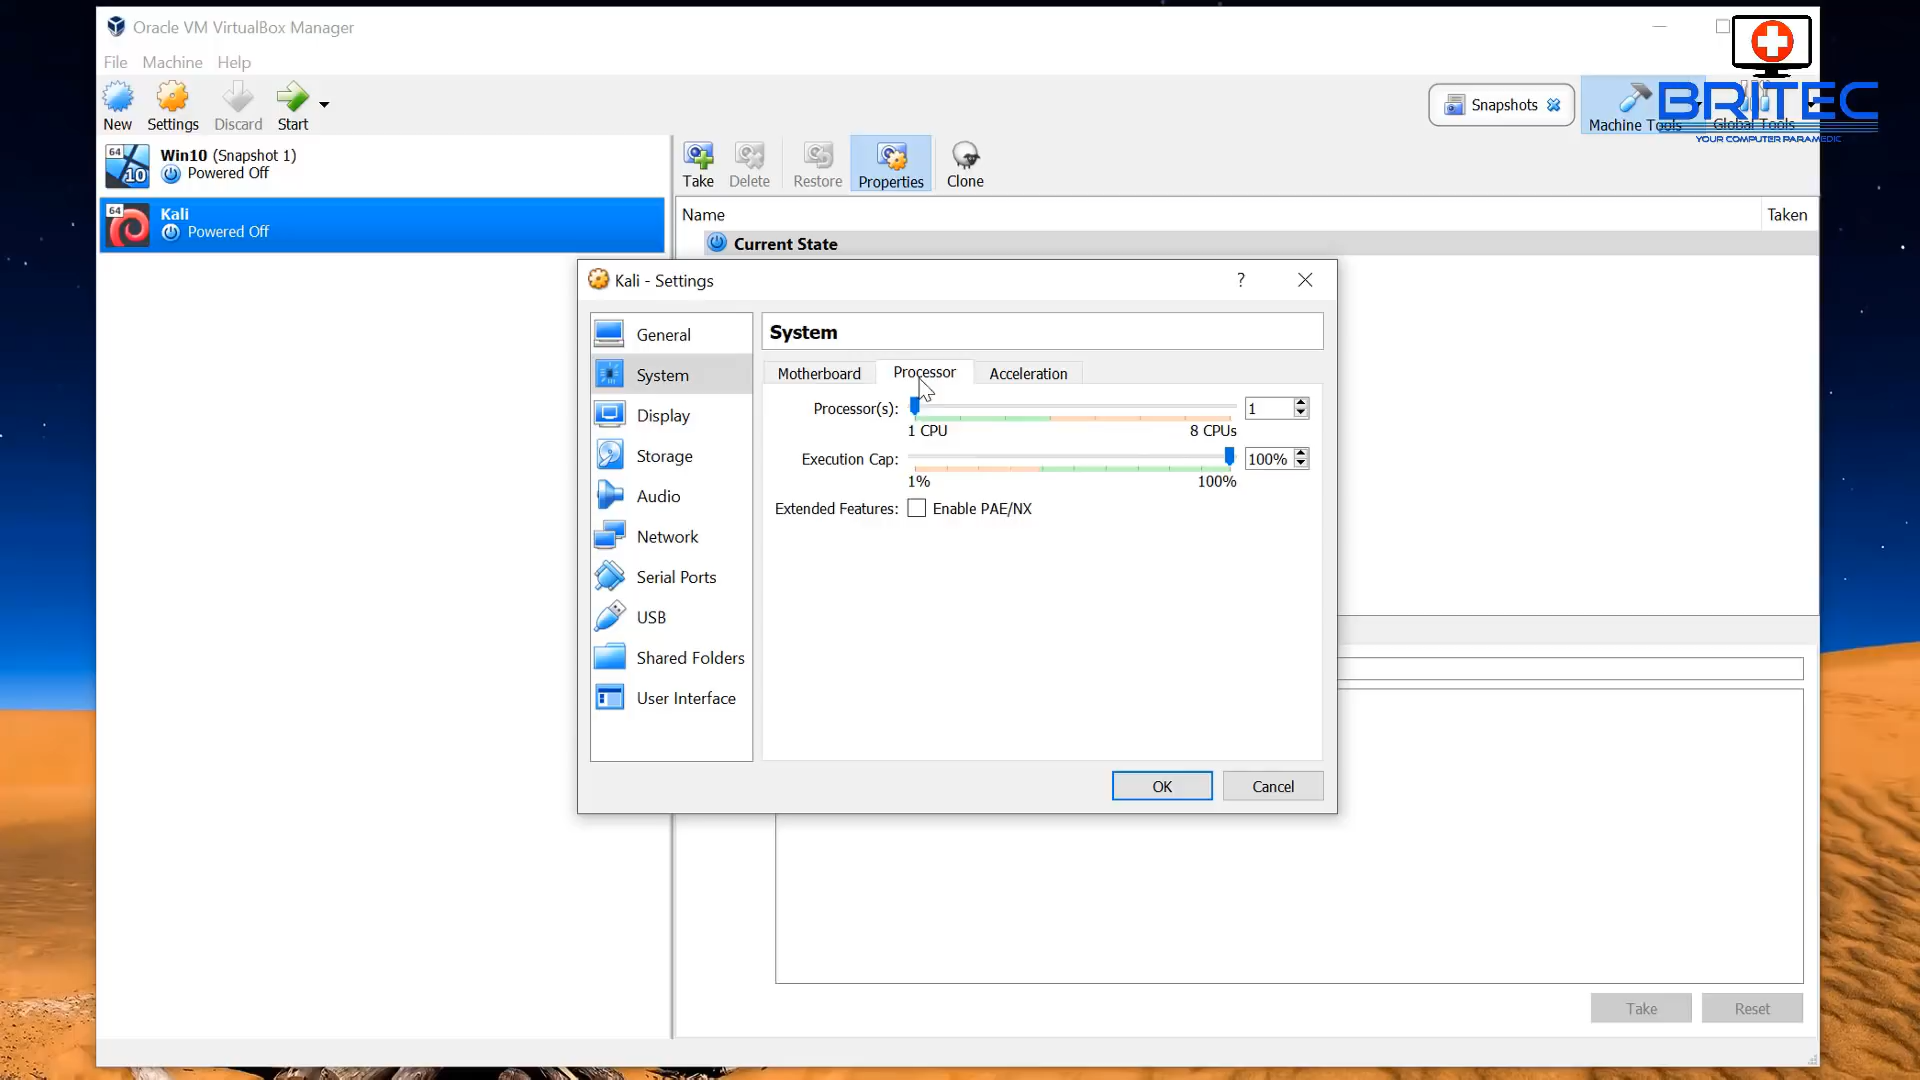 Oracle VM VirtualBox Manager
File Machine Help
New Settings Discard Start
Snapshots
Machine Tools
Global Tools
BRITEC
YOUR COMPUTER PARAMEDIC
64
10
Win10 (Snapshot 1)
Powered Off
64
Kali
Powered Off
Take Delete Restore Properties Clone
Name Taken
Current State
Kali - Settings
?
General
System
Display
Storage
Audio
Network
Serial Ports
USB
Shared Folders
User Interface
System
Motherboard Processor Acceleration
Processor(s): 1
1 CPU 8 CPUs
Execution Cap: 100%
1% 100%
Extended Features: Enable PAE/NX
OK Cancel
Take Reset